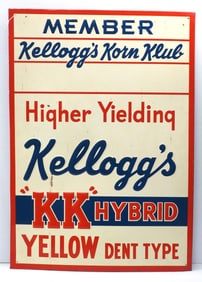 MEMBER
Kellogg's Korn Klub
Higher Yielding
Kellogg's
"KK" HYBRID
YELLOW DENT TYPE